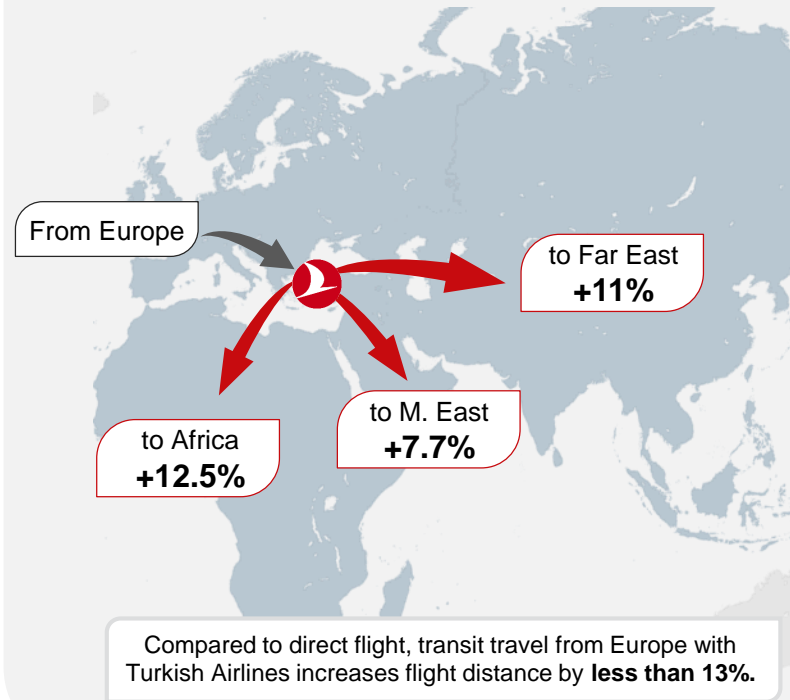 From Europe
to Far East
+11%
to M. East
+7.7%
to Africa
+12.5%
Compared to direct flight, transit travel from Europe with
Turkish Airlines increases flight distance by less than 13%.